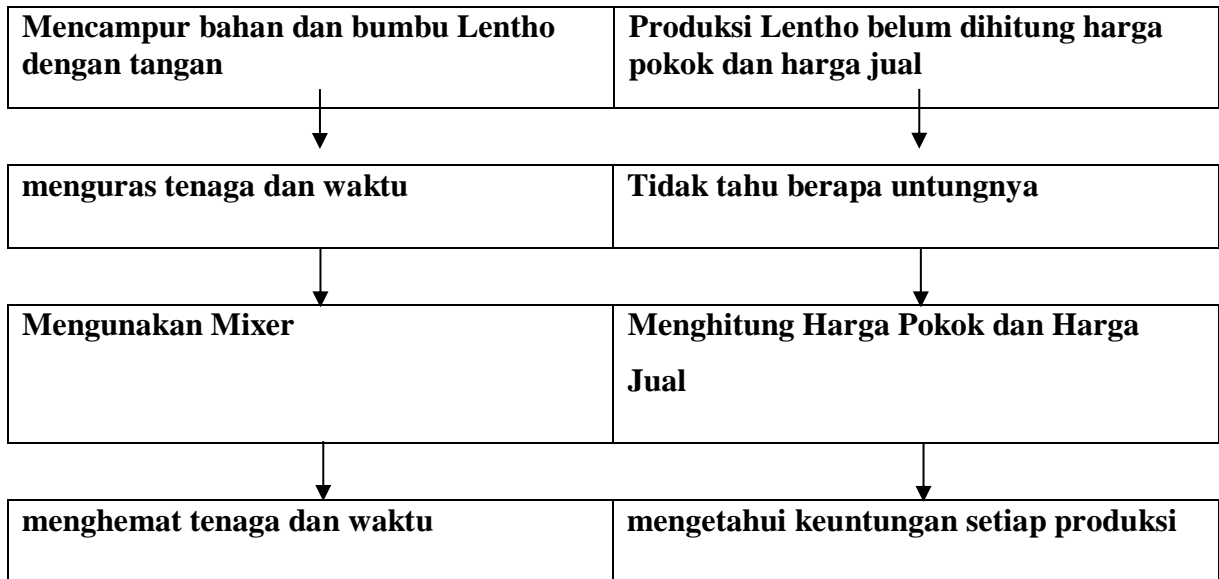 Mencampur bahan dan bumbu Lentho
dengan tangan
Produksi Lentho belum dihitung harga
pokok dan harga jual
menguras tenaga dan waktu
Tidak tahu berapa untungnya
Mengunakan Mixer
Menghitung Harga Pokok dan Harga
Jual
menghemat tenaga dan waktu
mengetahui keuntungan setiap produksi